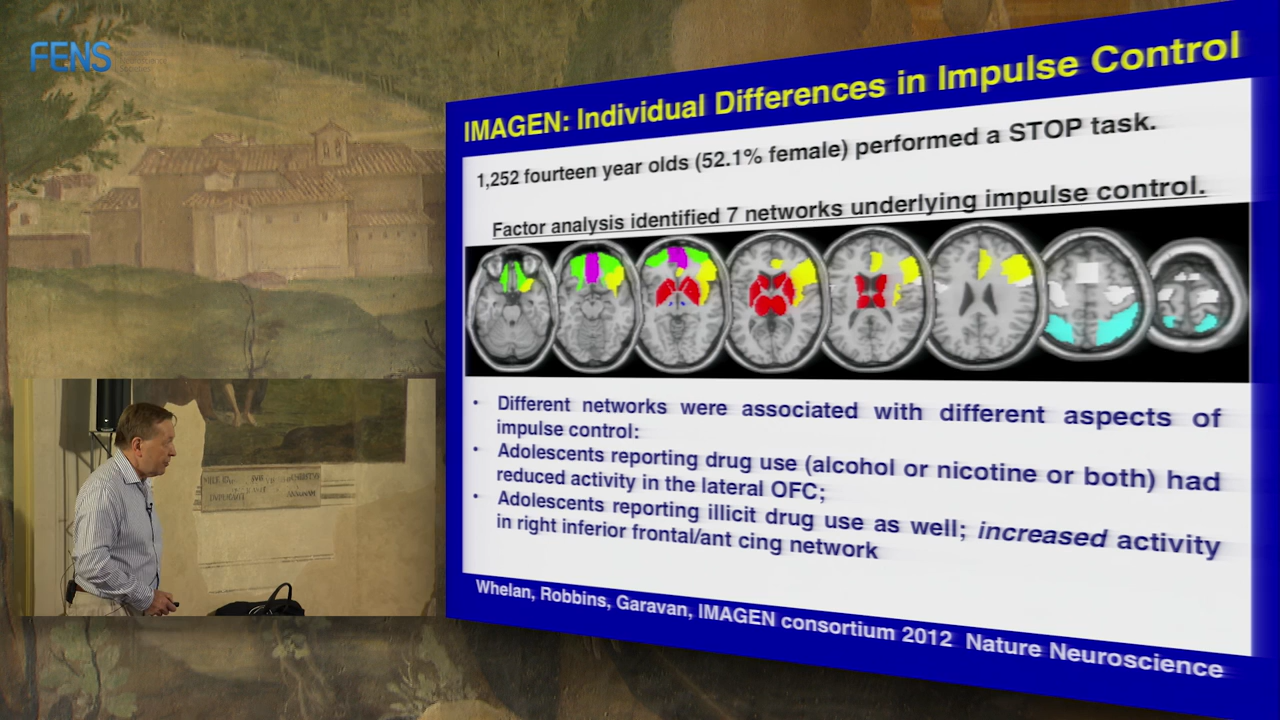 FENS
IMAGEN: Individual Differences in Impulse Control
1,252 fourteen year olds (52.1% female) performed a STOP task.
Factor analysis identified 7 networks underlying impulse control.
• Different networks were associated with different aspects of
impulse control:
• Adolescents reporting drug use (alcohol or nicotine or both) had
reduced activity in the lateral OFC;
• Adolescents reporting illicit drug use as well; increased activity
in right inferior frontal/ant cing network
Whelan, Robbins, Garavan, IMAGEN consortium 2012 Nature Neuroscience